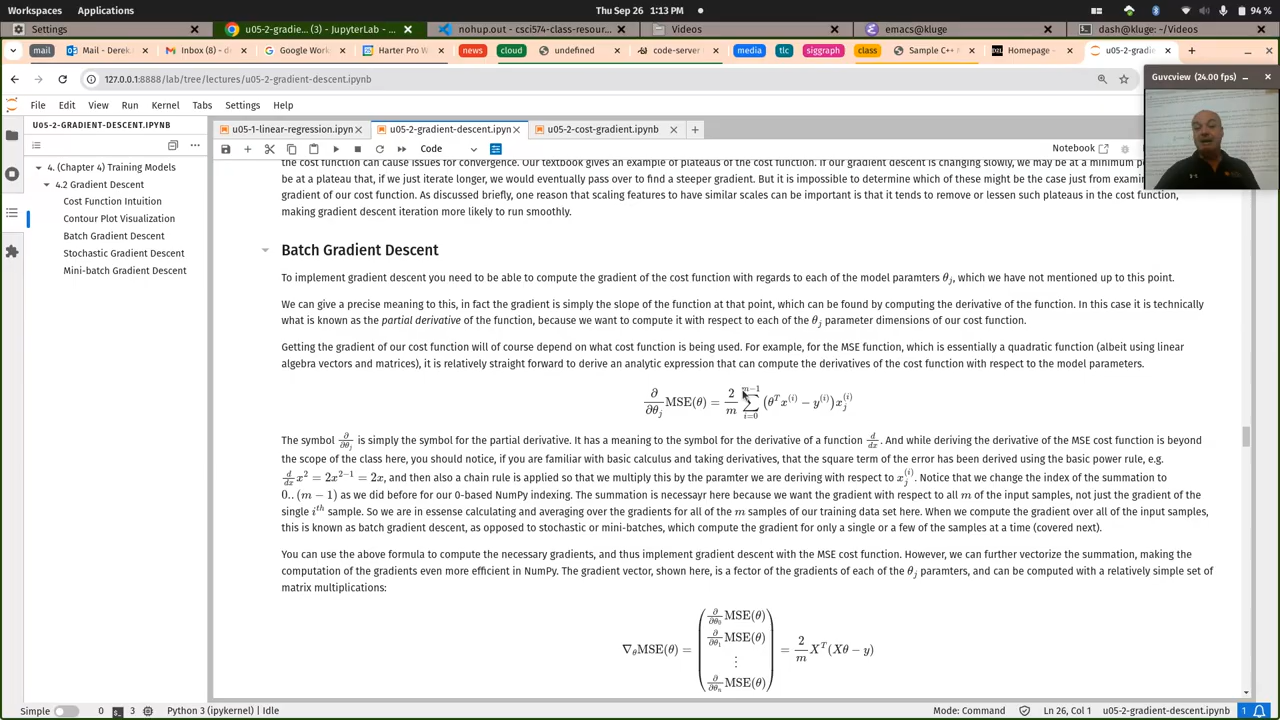 Workspaces Applications Thu Sep 26 1:13 PM 94 %
Settings u05-2-gradie... (3) - JupyterLab - ... nohup.out - csci574-class-resour... Videos emacs@kluge dash@kluge: ~/Videos
mail Mail - Derek. Inbox (8) - d Google Work Harter Pro W news cloud undefined code-server media tlc siggraph class Sample C++ Homepage - u05-2-gradi
127.0.0.1:8888/lab/tree/lectures/u05-2-gradient-descent.ipynb
Guvcview (24.00 fps)
File Edit View Run Kernel Tabs Settings Help
U05-2-GRADIENT-DESCENT.IPYNB
u05-1-linear-regression.ipyn u05-2-gradient-descent.ipyn u05-2-cost-gradient.ipynb
Code Notebook
4. (Chapter 4) Training Models
4.2 Gradient Descent
Cost Function Intuition
Contour Plot Visualization
Batch Gradient Descent
Stochastic Gradient Descent
Mini-batch Gradient Descent
the cost function can cause issues for convergence. Our textbook gives an example of plateaus of the cost function. If our gradient descent is changing slowly, we may be at a minimum
be at a plateau that, if we just iterate longer, we would eventually pass over to find a steeper gradient. But it is impossible to determine which of these might be the case just from
gradient of our cost function. As discussed briefly, one reason that scaling features to have similar scales can be important is that it tends to remove or lessen such plateaus in the cost function,
making gradient descent iteration more likely to run smoothly.
Batch Gradient Descent
To implement gradient descent you need to be able to compute the gradient of the cost function with regards to each of the model paramters θj, which we have not mentioned up to this point.
We can give a precise meaning to this, in fact the gradient is simply the slope of the function at that point, which can be found by computing the derivative of the function. In this case it is technically
what is known as the partial derivative of the function, because we want to compute it with respect to each of the θj parameter dimensions of our cost function.
Getting the gradient of our cost function will of course depend on what cost function is being used. For example, for the MSE function, which is essentially a quadratic function (albeit using linear
algebra vectors and matrices), it is relatively straight forward to derive an analytic expression that can compute the derivatives of the cost function with respect to the model parameters.
∂/∂θj MSE(θ) = 2/m ∑_{i=0}^{m−1} (θ^T x^(i) − y^(i)) x_j^(i)
The symbol ∂/∂θj is simply the symbol for the partial derivative. It has a meaning to the symbol for the derivative of a function d/dx. And while deriving the derivative of the MSE cost function is beyond
the scope of the class here, you should notice, if you are familiar with basic calculus and taking derivatives, that the square term of the error has been derived using the basic power rule, e.g.
d/dx x^2 = 2x^{2−1} = 2x, and then also a chain rule is applied so that we multiply this by the paramter we are deriving with respect to x_j^(i). Notice that we change the index of the summation to
0..(m−1) as we did before for our 0-based NumPy indexing. The summation is necessayr here because we want the gradient with respect to all m of the input samples, not just the gradient of the
single i^th sample. So we are in essense calculating and averaging over the gradients for all of the m samples of our training data set here. When we compute the gradient over all of the input samples,
this is known as batch gradient descent, as opposed to stochastic or mini-batches, which compute the gradient for only a single or a few of the samples at a time (covered next).
You can use the above formula to compute the necessary gradients, and thus implement gradient descent with the MSE cost function. However, we can further vectorize the summation, making the
computation of the gradients even more efficient in NumPy. The gradient vector, shown here, is a fector of the gradients of each of the θj paramters, and can be computed with a relatively simple set of
matrix multiplications:
∂/∂θ0 MSE(θ)
∂/∂θ1 MSE(θ)
∇θMSE(θ) = ⋮ = 2/m X^T(Xθ − y)
∂/∂θn MSE(θ)
Simple 0 3 Python 3 (ipykernel) | Idle Mode: Command Ln 26, Col 1 u05-2-gradient-descent.ipynb 1